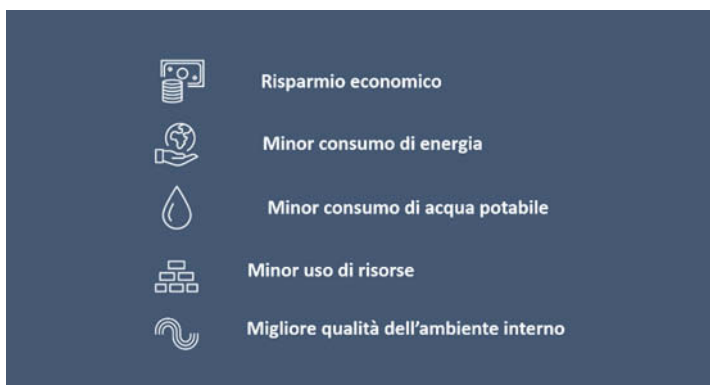 Risparmio economico
Minor consumo di energia
Minor consumo di acqua potabile
Minor uso di risorse
Migliore qualità dell'ambiente interno